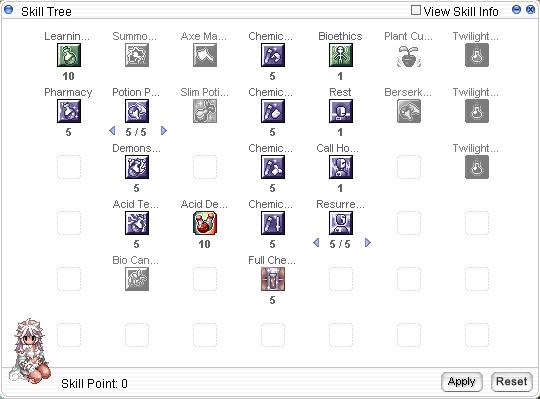 Skill Tree View Skill Info
Learnin... Summo... Axe Ma... Chemic... Bioethics Plant Cu... Twilight...
10 5 1
Pharmacy Potion P... Slim Poti... Chemic... Rest Berserk... Twilight...
5 5 / 5 5 1
Demons... Chemic... Call Ho... Twilight...
5 5 1
Acid Te... Acid De... Chemic... Resurre...
5 10 5 5 / 5
Bio Can... Full Che...
5
Skill Point: 0 Apply Reset